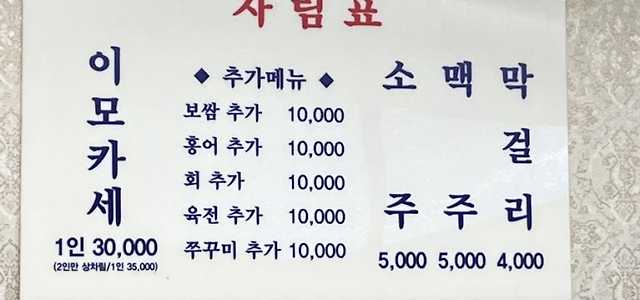 차림표
이모카세
1인 30,000
(2인만 상차림/1인 35,000)
◆ 추가메뉴 ◆
보쌈 추가 10,000
홍어 추가 10,000
회 추가 10,000
육전 추가 10,000
쭈꾸미 추가 10,000
소주 5,000
맥주 5,000
막걸리 4,000